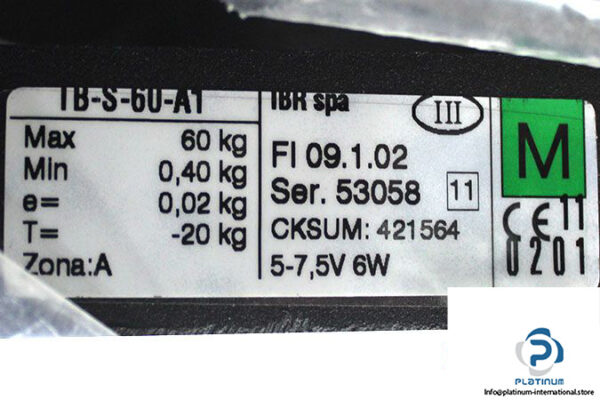 TB-S-60-A1
Max 60 kg
Min 0,40 kg
e= 0,02 kg
T= -20 kg
Zona:A
IBR spa
III
FI 09.1.02
Ser. 53058 11
CKSUM: 421564
5-7,5V 6W
M
CE 11
0201
P
PLATINUM
Info@platinum-international.store